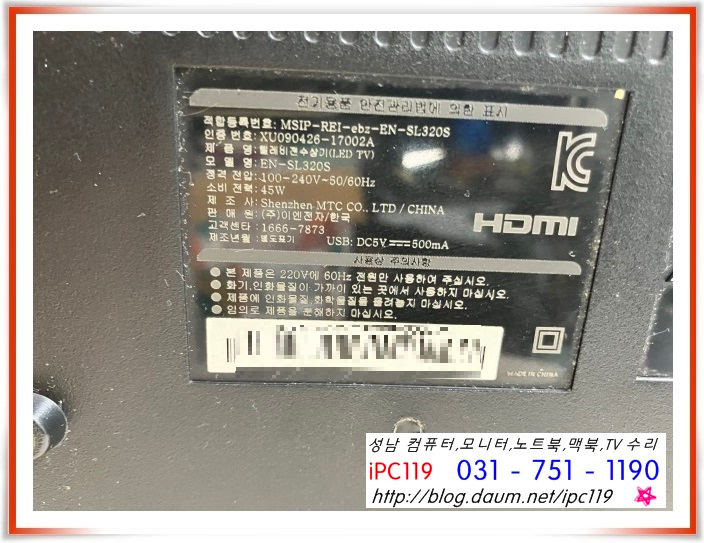 전기용품 안전관리법에 의한 표시
적합등록번호: MSIP-REI-ebz-EN-SL320S
인증 번호: XU090426-17002A
제 품 명: 텔레비전수상기(LED TV)
모 델 명: EN-SL320S
정격 전압: 100-240V~50/60Hz
소비 전력: 45W
제 조 사: Shenzhen MTC CO., LTD / CHINA
판 매 원: (주)이엔전자/한국
고객센타: 1666-7873
제조년월: 별도표기
USB: DC5V 500mA
HDMI
사용상 주의사항
● 본 제품은 220V에 60Hz 전원만 사용하여 주십시오.
● 화기,인화물질이 가까이 있는 곳에서 사용하지 마십시오.
● 제품에 인화물질,화학물질을 올려놓지 마십시오.
● 임의로 제품을 분해하지 마십시오.
MADE IN CHINA
성남 컴퓨터,모니터,노트북,맥북,TV 수리
iPC119 031 - 751 - 1190
http://blog.daum.net/ipc119